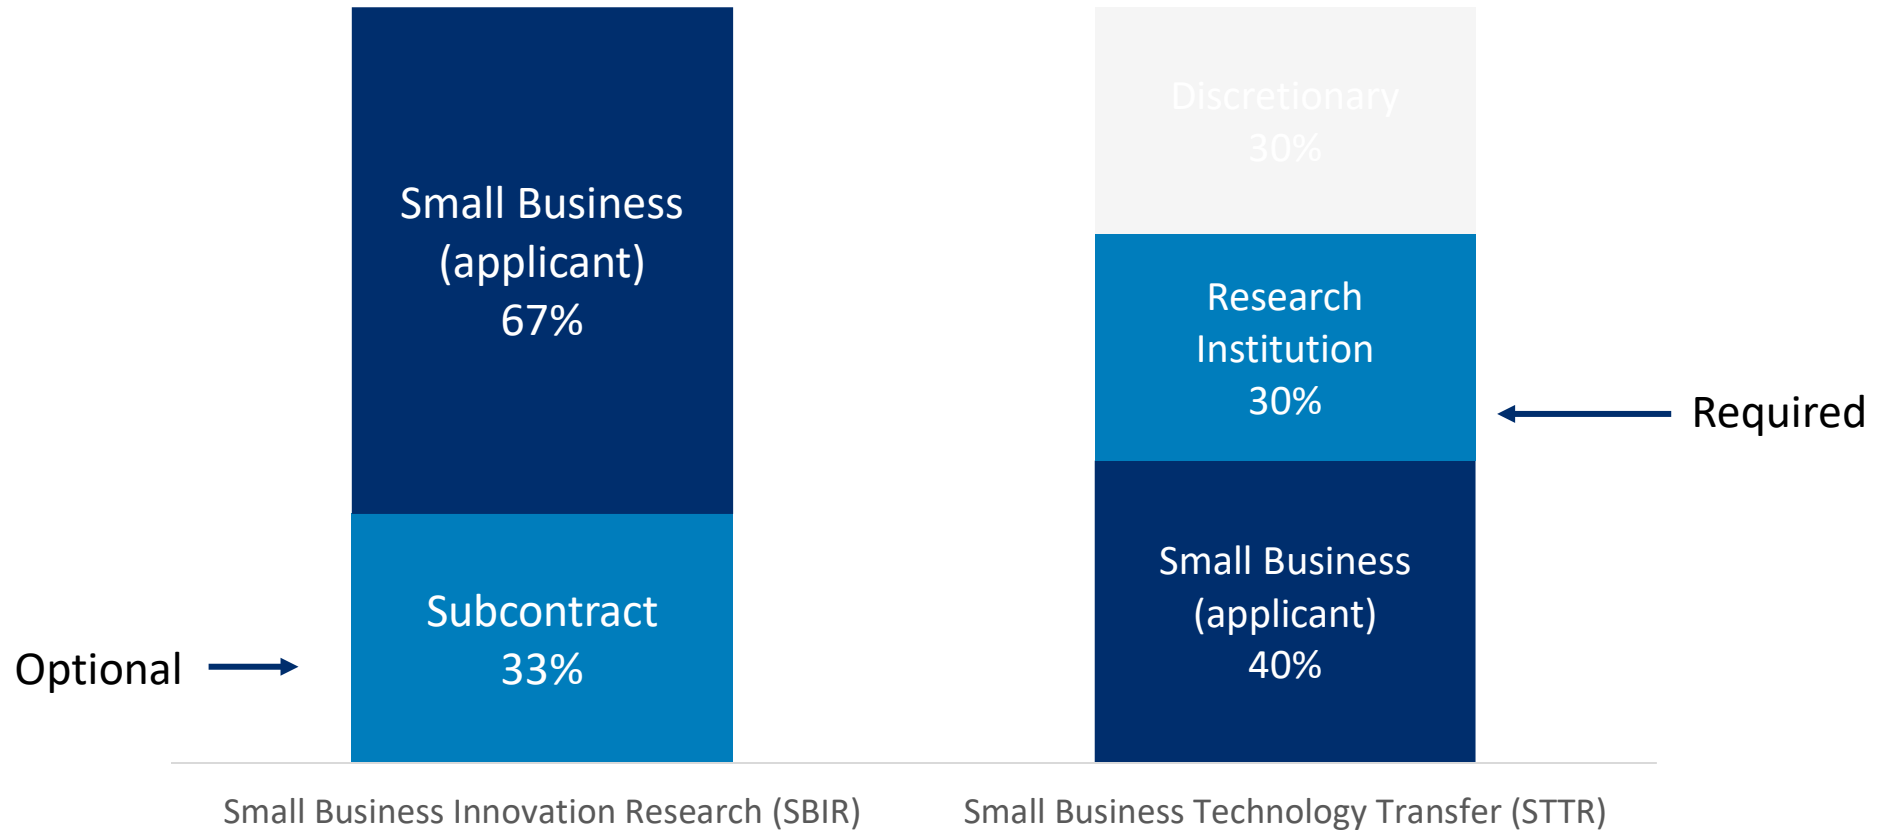 Small Business
(applicant)
67%
Subcontract
33%
Optional
Discretionary
30%
Research
Institution
30%
Required
Small Business
(applicant)
40%
Small Business Innovation Research (SBIR)
Small Business Technology Transfer (STTR)